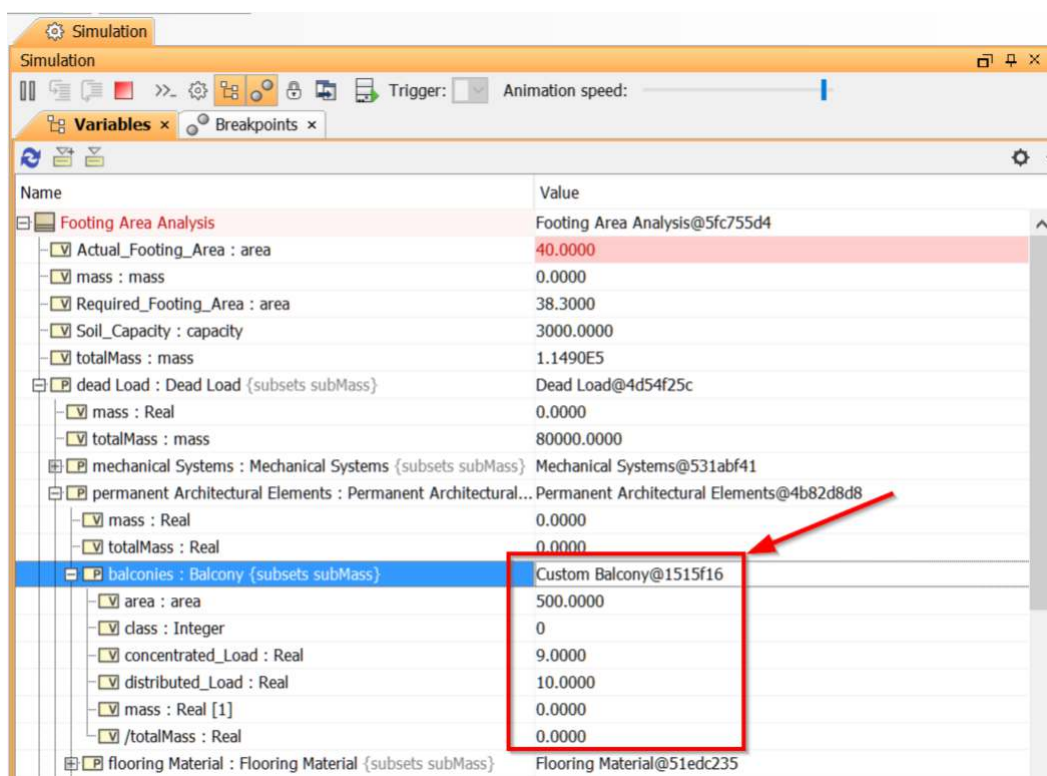 Simulation
Simulation
Trigger: Animation speed:
Variables × Breakpoints ×
Name Value
Footing Area Analysis Footing Area Analysis@5fc755d4
V Actual_Footing_Area : area 40.0000
V mass : mass 0.0000
V Required_Footing_Area : area 38.3000
V Soil_Capacity : capacity 3000.0000
V totalMass : mass 1.1490E5
P dead Load : Dead Load {subsets subMass} Dead Load@4d54f25c
V mass : Real 0.0000
V totalMass : mass 80000.0000
P mechanical Systems : Mechanical Systems {subsets subMass} Mechanical Systems@531abf41
P permanent Architectural Elements : Permanent Architectural... Permanent Architectural Elements@4b82d8d8
V mass : Real 0.0000
V totalMass : Real 0.0000
P balconies : Balcony {subsets subMass} Custom Balcony@1515f16
V area : area 500.0000
V class : Integer 0
V concentrated_Load : Real 9.0000
V distributed_Load : Real 10.0000
V mass : Real [1] 0.0000
V /totalMass : Real 0.0000
P flooring Material : Flooring Material {subsets subMass} Flooring Material@51edc235